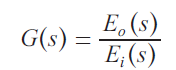 G(s) = E_o(s) / E_i(s)